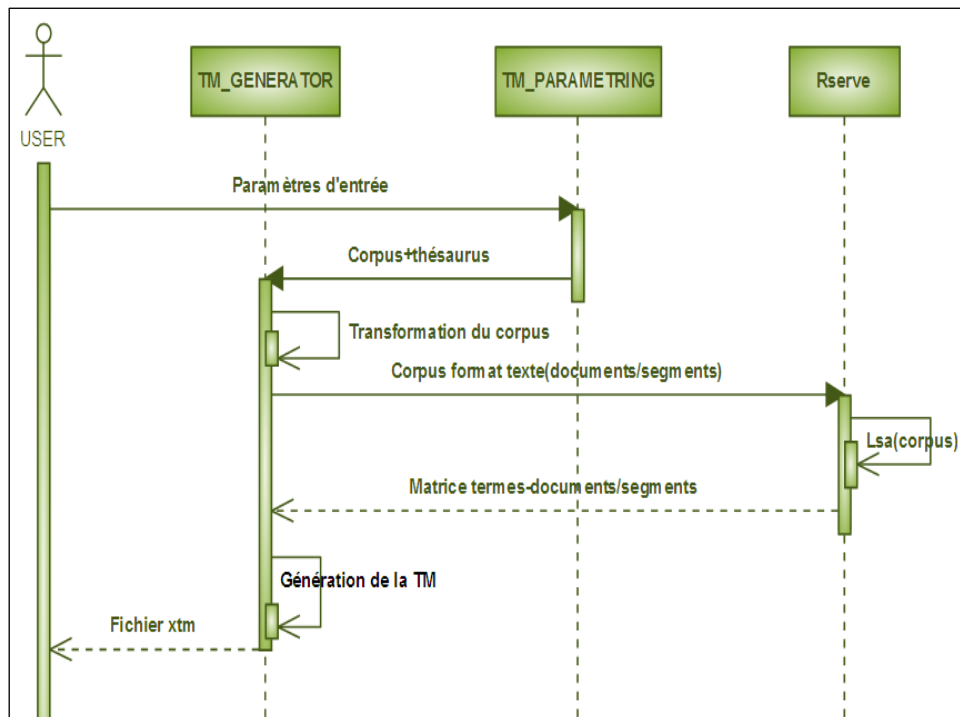 TM_GENERATOR
TM_PARAMETRING
Rserve
USER
Paramètres d'entrée
Corpus+thésaurus
Transformation du corpus
Corpus format texte(documents/segments)
Lsa(corpus)
Matrice termes-documents/segments
Génération de la TM
Fichier xtm